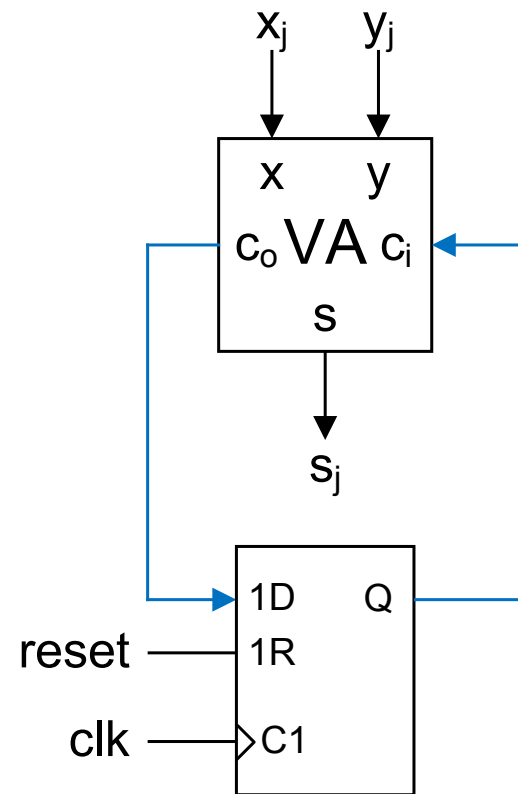 xⱼ yⱼ
x y
cₒ VA cᵢ
s
sⱼ
1D Q
reset 1R
clk C1